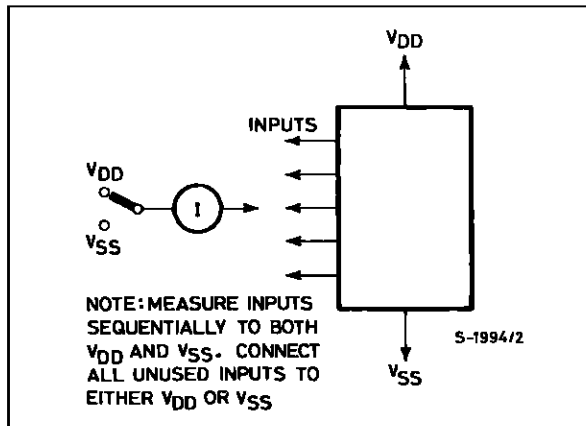 VDD
INPUTS
VDD
I
VSS
NOTE: MEASURE INPUTS
SEQUENTIALLY TO BOTH
VDD AND VSS. CONNECT
ALL UNUSED INPUTS TO
EITHER VDD OR VSS
S-1994/2
VSS